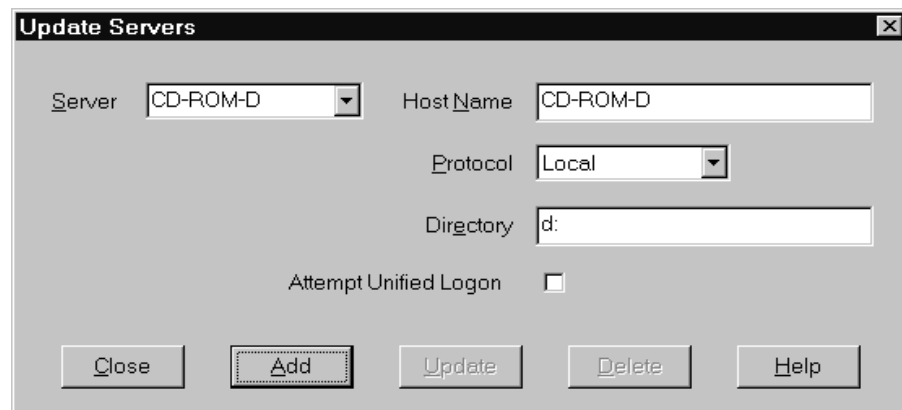 Update Servers
Server CD-ROM-D Host Name CD-ROM-D
Protocol Local
Directory d:
Attempt Unified Logon
Close Add Update Delete Help